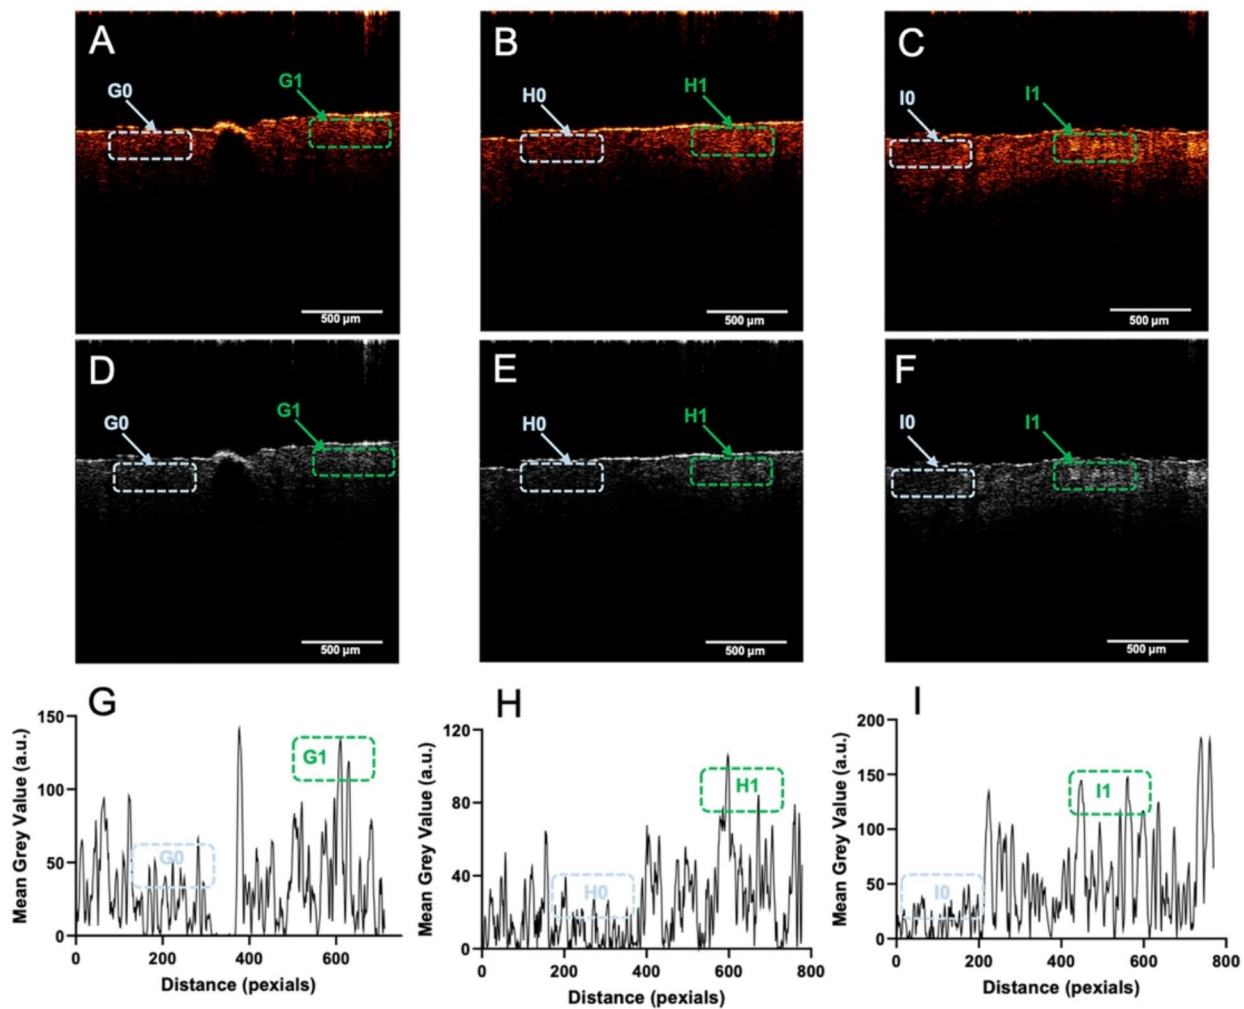 A
G0
G1
500 µm
B
H0
H1
500 µm
C
I0
I1
500 µm
D
G0
G1
500 µm
E
H0
H1
500 µm
F
I0
I1
500 µm
G
Mean Grey Value (a.u.)
150
100
50
0
G0
G1
0 200 400 600
Distance (pexials)
H
Mean Grey Value (a.u.)
120
80
40
0
H0
H1
0 200 400 600 800
Distance (pexials)
I
Mean Grey Value (a.u.)
200
150
100
50
0
I0
I1
0 200 400 600 800
Distance (pexials)